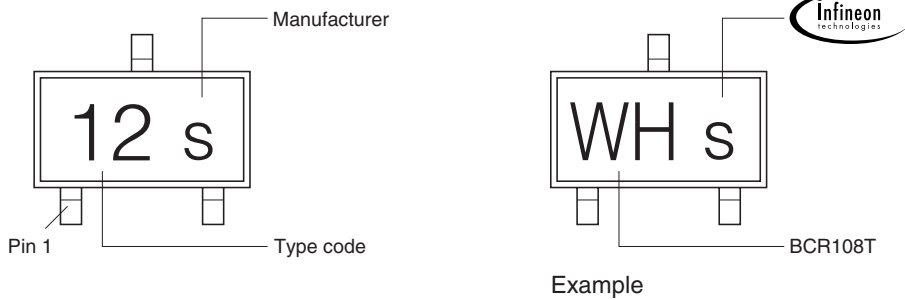 Manufacturer
Infineon
technologies
12 s
WH s
Pin 1
Type code
BCR108T
Example